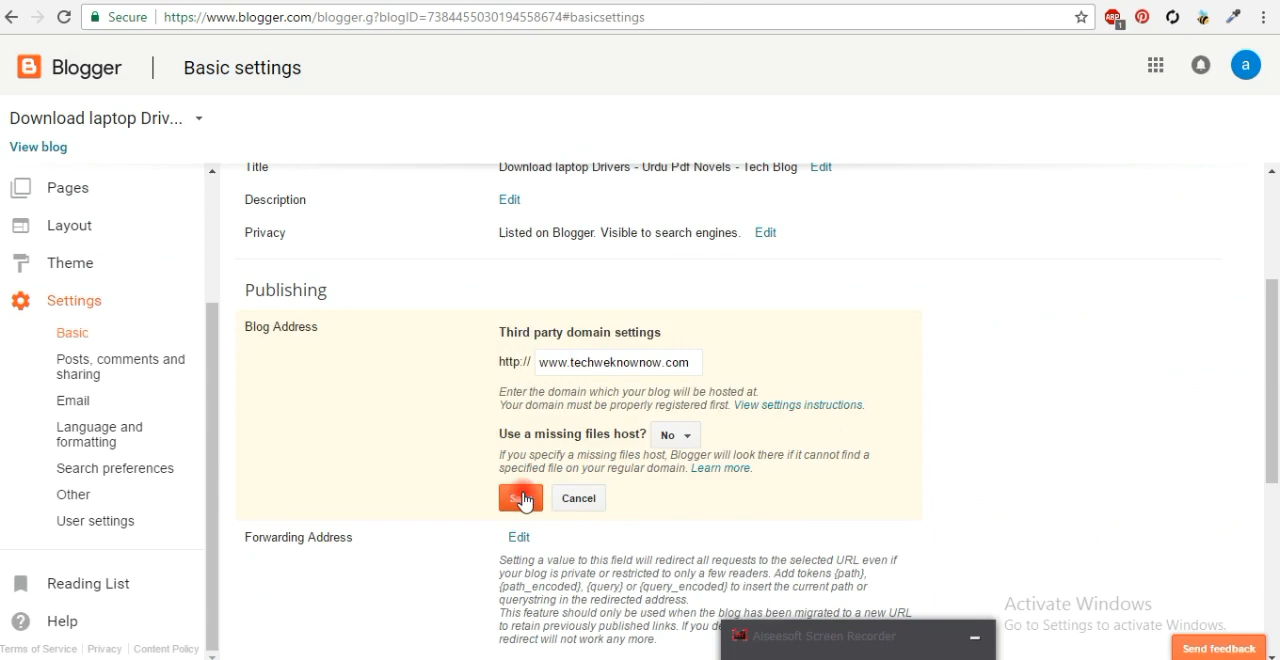 Secure https://www.blogger.com/blogger.g?blogID=7384455030194558674#basicsettings
ABP
1
Blogger | Basic settings
a
Download laptop Driv...
View blog
Title Download laptop Drivers - Urdu Pdf Novels - Tech Blog Edit
Pages
Description Edit
Layout
Privacy Listed on Blogger. Visible to search engines. Edit
Theme
Publishing
Settings
Blog Address Third party domain settings
Basic
http:// www.techweknownow.com
Posts, comments and
sharing
Enter the domain which your blog will be hosted at.
Your domain must be properly registered first. View settings instructions.
Email
Language and
formatting
Use a missing files host? No
If you specify a missing files host, Blogger will look there if it cannot find a
specified file on your regular domain. Learn more.
Search preferences
Other
Cancel
User settings
Forwarding Address Edit
Setting a value to this field will redirect all requests to the selected URL even if
your blog is private or restricted to only a few readers. Add tokens {path},
{path_encoded}, {query} or {query_encoded} to insert the current path or
querystring in the redirected address.
This feature should only be used when the blog has been migrated to a new URL
to retain previously published links. If you de
redirect will not work any more.
Reading List
Help
Terms of Service | Privacy | Content Policy
Aiseesoft Screen Recorder
Activate Windows
Go to Settings to activate Windows.
Send feedback